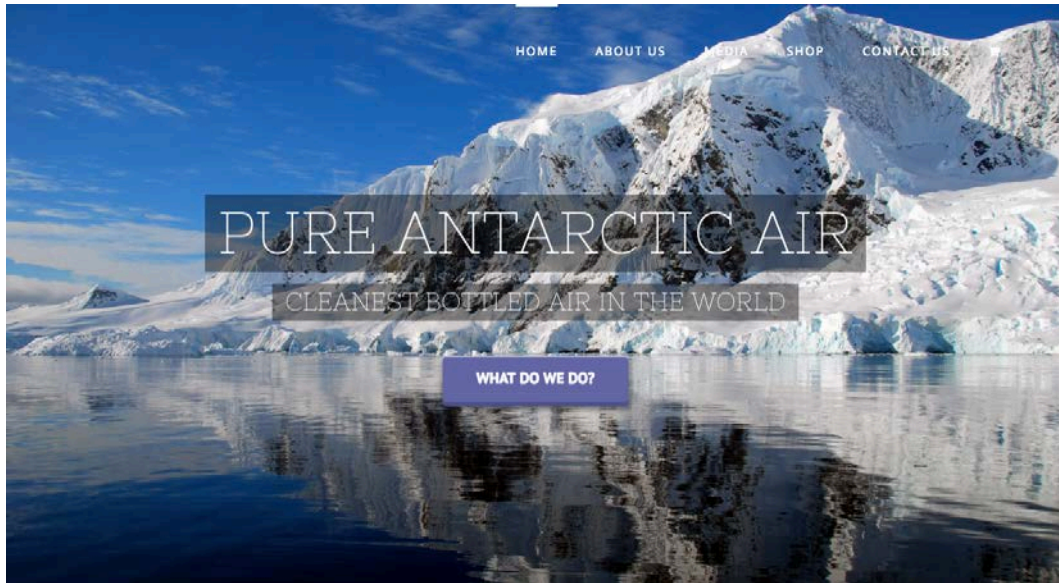 HOME ABOUT US MEDIA SHOP CONTACT US
PURE ANTARCTIC AIR
CLEANEST BOTTLED AIR IN THE WORLD
WHAT DO WE DO?